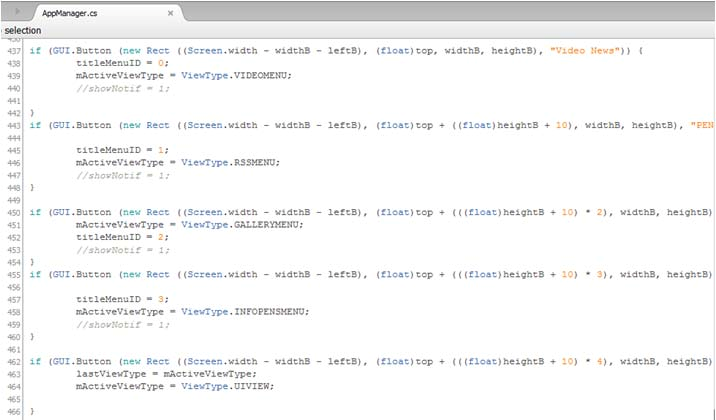 AppManager.cs
selection
437 if (GUI.Button (new Rect ((Screen.width - widthB - leftB), (float)top, widthB, heightB), "Video News")) {
438 titleMenuID = 0;
439 mActiveViewType = ViewType.VIDEOMENU;
440 //showNotif = 1;
441
442 }
443 if (GUI.Button (new Rect ((Screen.width - widthB - leftB), (float)top + ((float)heightB + 10), widthB, heightB), "PEN
444
445 titleMenuID = 1;
446 mActiveViewType = ViewType.RSSMENU;
447 //showNotif = 1;
448 }
449
450 if (GUI.Button (new Rect ((Screen.width - widthB - leftB), (float)top + (((float)heightB + 10) * 2), widthB, heightB)
451 mActiveViewType = ViewType.GALLERYMENU;
452 titleMenuID = 2;
453 //showNotif = 1;
454 }
455 if (GUI.Button (new Rect ((Screen.width - widthB - leftB), (float)top + (((float)heightB + 10) * 3), widthB, heightB)
456
457 titleMenuID = 3;
458 mActiveViewType = ViewType.INFOPENSMENU;
459 //showNotif = 1;
460 }
461
462 if (GUI.Button (new Rect ((Screen.width - widthB - leftB), (float)top + (((float)heightB + 10) * 4), widthB, heightB)
463 lastViewType = mActiveViewType;
464 mActiveViewType = ViewType.UIVIEW;
465
466 }